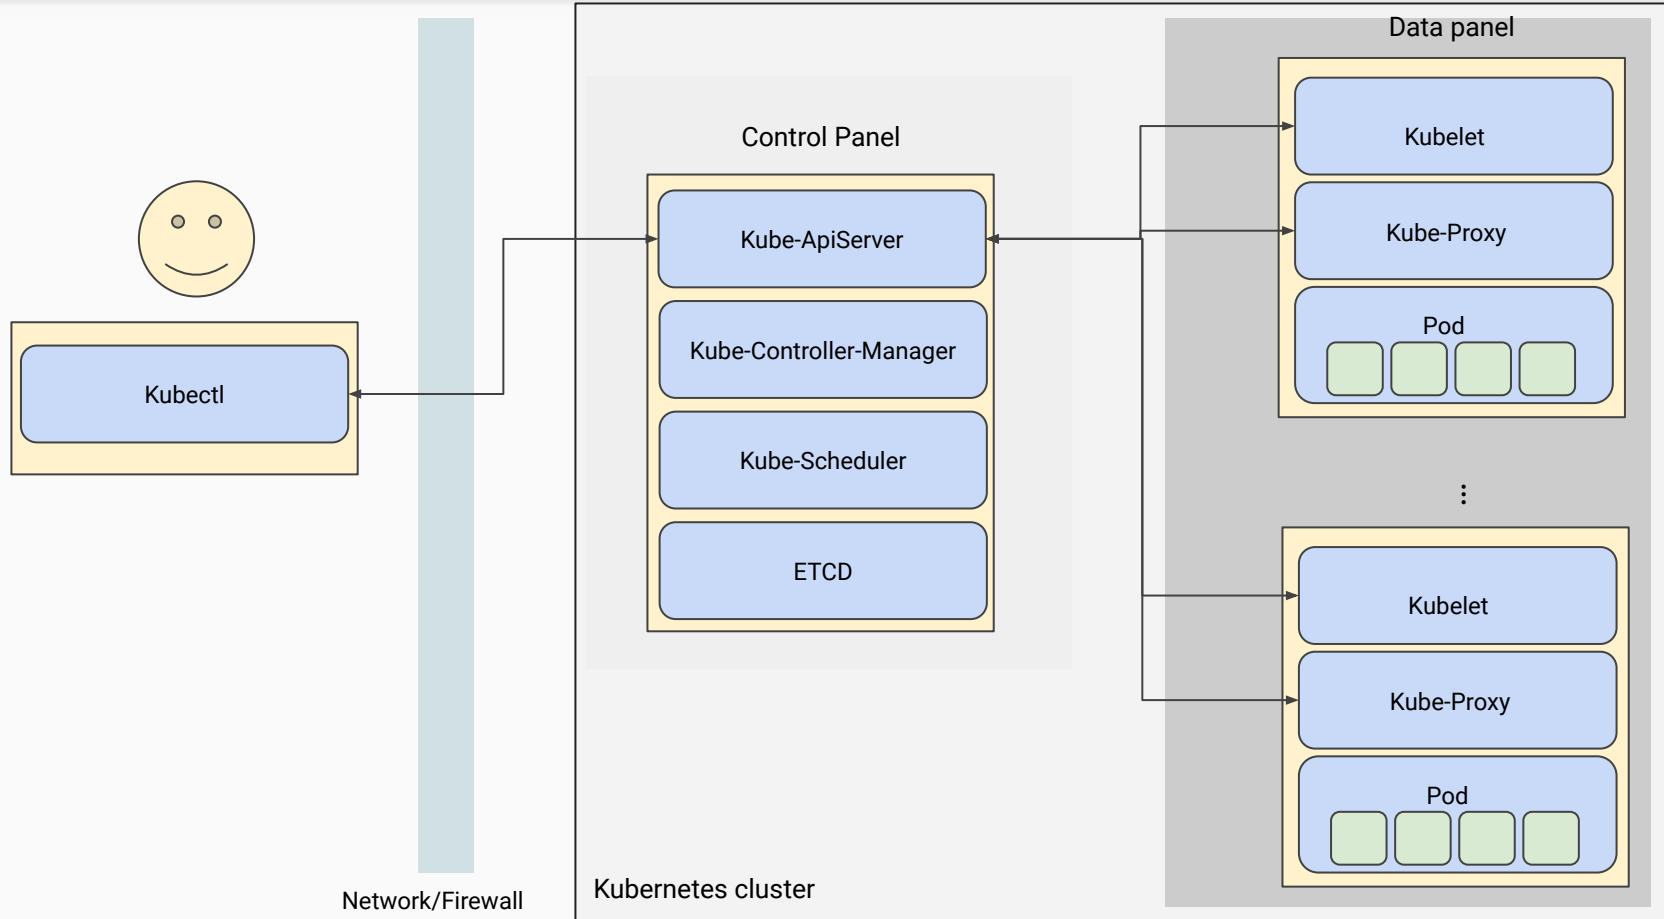 Data panel
Control Panel
Kubelet
Kube-ApiServer
Kube-Proxy
Pod
Kube-Controller-Manager
Kubectl
Kube-Scheduler
ETCD
Kubelet
Kube-Proxy
Pod
Network/Firewall
Kubernetes cluster